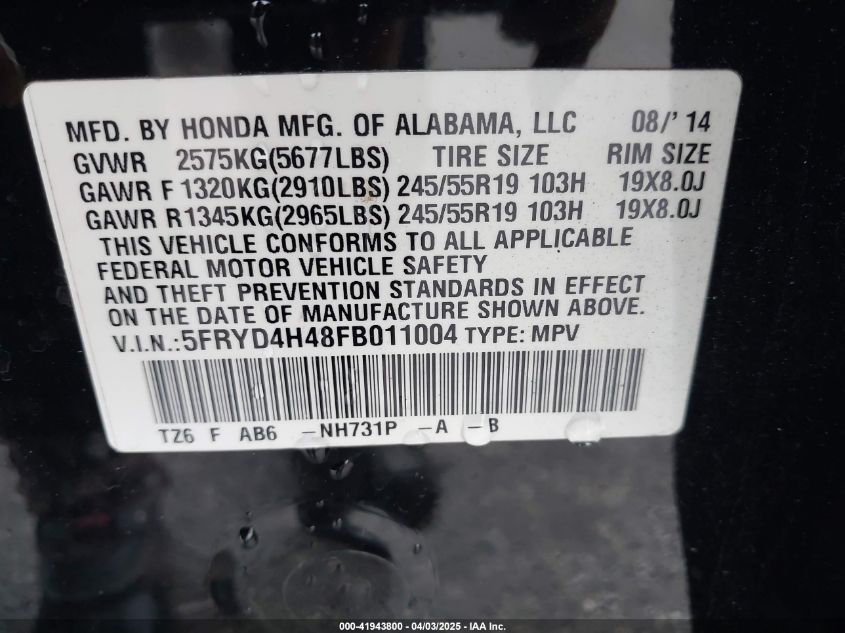 MFD. BY HONDA MFG. OF ALABAMA, LLC 08/' 14
GVWR 2575KG(5677LBS) TIRE SIZE RIM SIZE
GAWR F 1320KG(2910LBS) 245/55R19 103H 19X8.0J
GAWR R1345KG(2965LBS) 245/55R19 103H 19X8.0J
THIS VEHICLE CONFORMS TO ALL APPLICABLE
FEDERAL MOTOR VEHICLE SAFETY
AND THEFT PREVENTION STANDARDS IN EFFECT
ON THE DATE OF MANUFACTURE SHOWN ABOVE.
V.I.N.:5FRYD4H48FB011004 TYPE: MPV
TZ6 F AB6 -NH731P -A -B
000-41943800 - 04/03/2025 - IAA Inc.